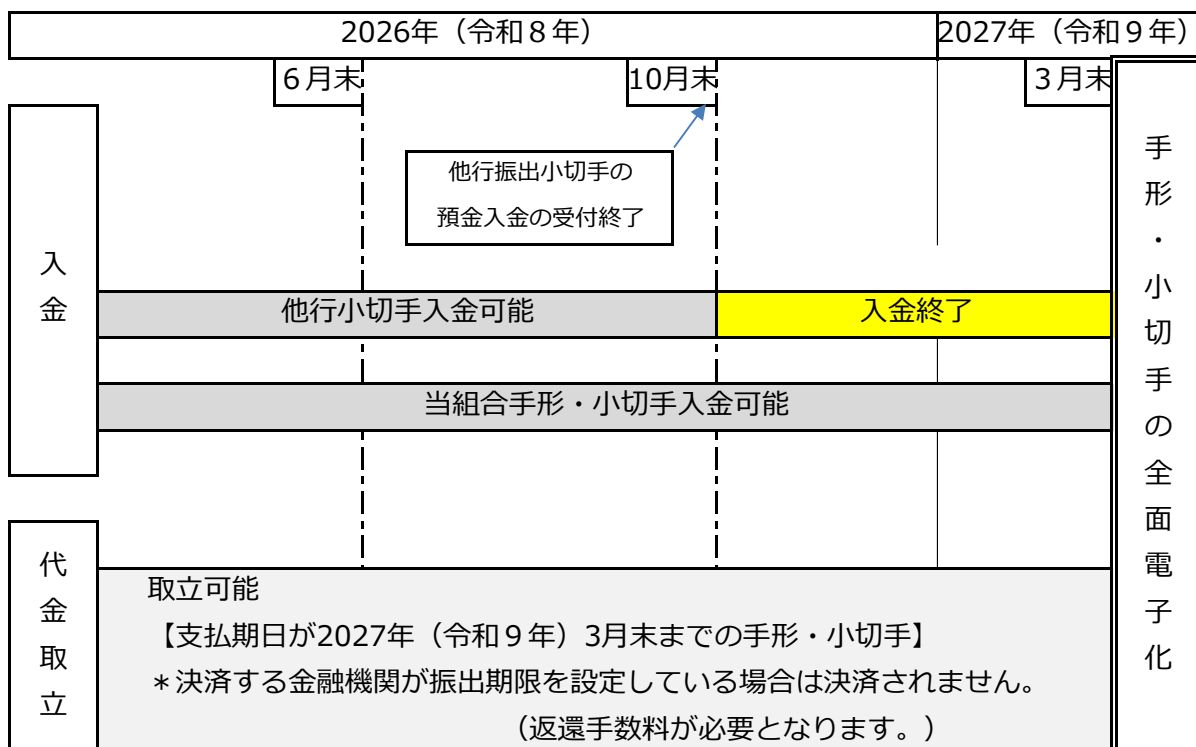 2026年（令和８年）
2027年（令和９年）
６月末
10月末
３月末
他行振出小切手の
預金入金の受付終了
入金
他行小切手入金可能
入金終了
当組合手形・小切手入金可能
代金取立
取立可能
【支払期日が2027年（令和９年）3月末までの手形・小切手】
＊決済する金融機関が振出期限を設定している場合は決済されません。
（返還手数料が必要となります。）
手形・小切手の全面電子化